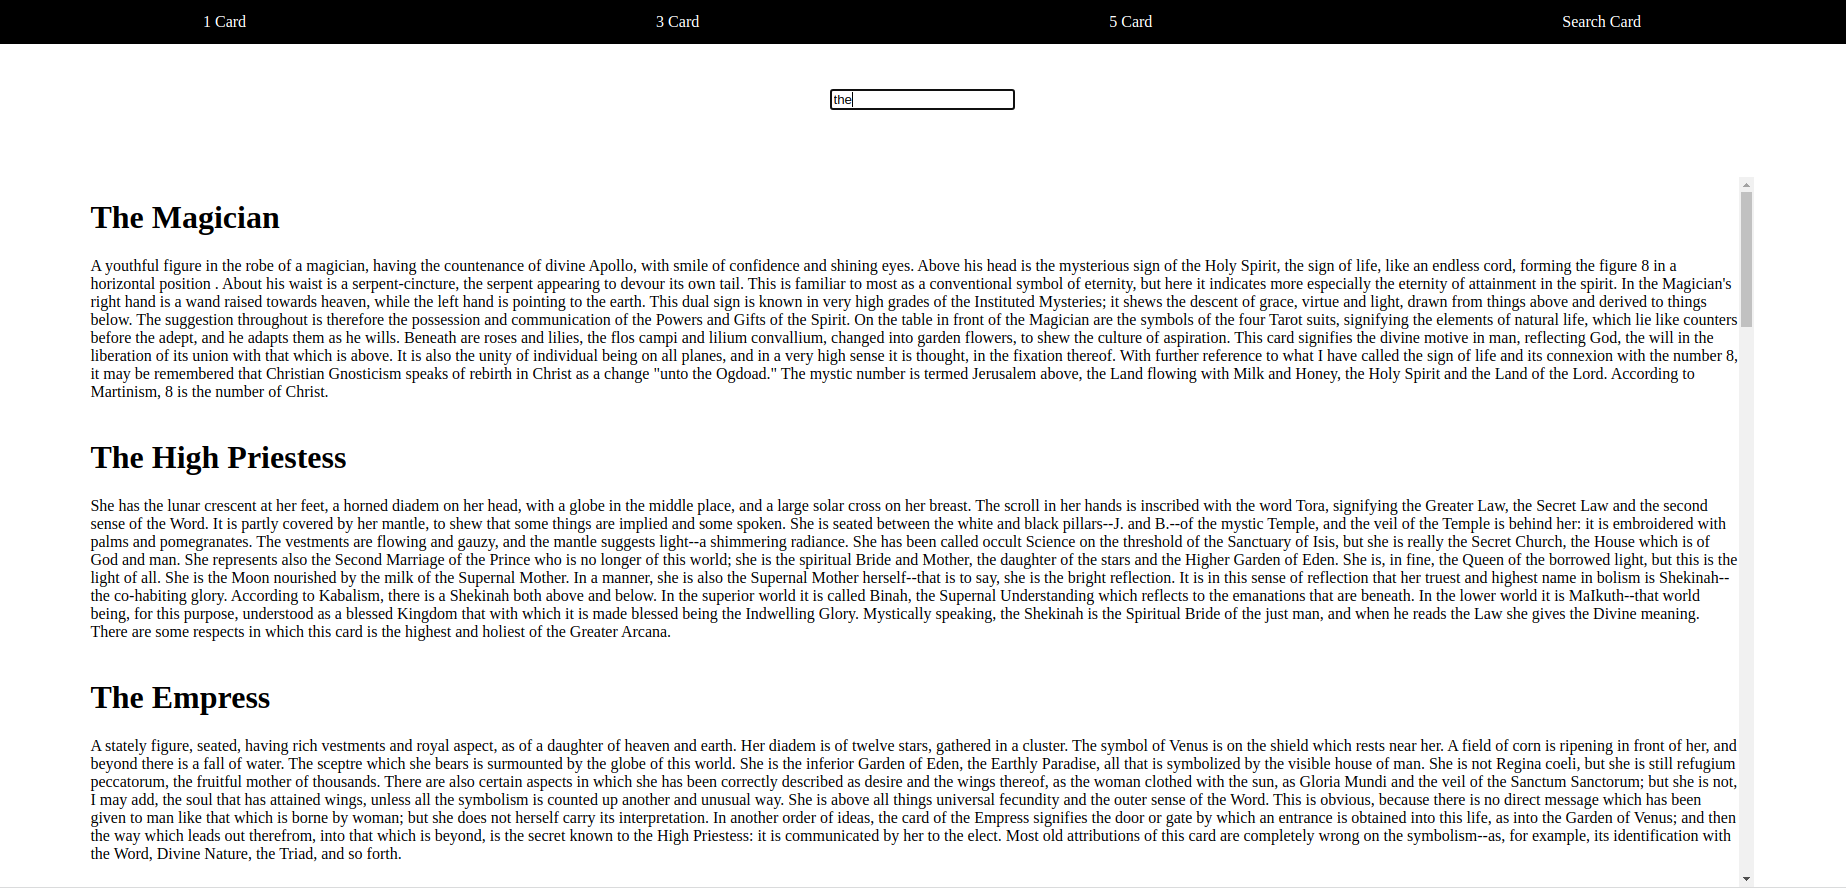 1 Card
3 Card
5 Card
Search Card
the
The Magician
A youthful figure in the robe of a magician, having the countenance of divine Apollo, with smile of confidence and shining eyes. Above his head is the mysterious sign of the Holy Spirit, the sign of life, like an endless cord, forming the figure 8 in a
horizontal position . About his waist is a serpent-cincture, the serpent appearing to devour its own tail. This is familiar to most as a conventional symbol of eternity, but here it indicates more especially the eternity of attainment in the spirit. In the Magician's
right hand is a wand raised towards heaven, while the left hand is pointing to the earth. This dual sign is known in very high grades of the Instituted Mysteries; it shews the descent of grace, virtue and light, drawn from things above and derived to things
below. The suggestion throughout is therefore the possession and communication of the Powers and Gifts of the Spirit. On the table in front of the Magician are the symbols of the four Tarot suits, signifying the elements of natural life, which lie like counters
before the adept, and he adapts them as he wills. Beneath are roses and lilies, the flos campi and lilium convallium, changed into garden flowers, to shew the culture of aspiration. This card signifies the divine motive in man, reflecting God, the will in the
liberation of its union with that which is above. It is also the unity of individual being on all planes, and in a very high sense it is thought, in the fixation thereof. With further reference to what I have called the sign of life and its connexion with the number 8,
it may be remembered that Christian Gnosticism speaks of rebirth in Christ as a change "unto the Ogdoad." The mystic number is termed Jerusalem above, the Land flowing with Milk and Honey, the Holy Spirit and the Land of the Lord. According to
Martinism, 8 is the number of Christ.
The High Priestess
She has the lunar crescent at her feet, a horned diadem on her head, with a globe in the middle place, and a large solar cross on her breast. The scroll in her hands is inscribed with the word Tora, signifying the Greater Law, the Secret Law and the second
sense of the Word. It is partly covered by her mantle, to shew that some things are implied and some spoken. She is seated between the white and black pillars--J. and B.--of the mystic Temple, and the veil of the Temple is behind her: it is embroidered with
palms and pomegranates. The vestments are flowing and gauzy, and the mantle suggests light--a shimmering radiance. She has been called occult Science on the threshold of the Sanctuary of Isis, but she is really the Secret Church, the House which is of
God and man. She represents also the Second Marriage of the Prince who is no longer of this world; she is the spiritual Bride and Mother, the daughter of the stars and the Higher Garden of Eden. She is, in fine, the Queen of the borrowed light, but this is the
light of all. She is the Moon nourished by the milk of the Supernal Mother. In a manner, she is also the Supernal Mother herself--that is to say, she is the bright reflection. It is in this sense of reflection that her truest and highest name in bolism is Shekinah--
the co-habiting glory. According to Kabalism, there is a Shekinah both above and below. In the superior world it is called Binah, the Supernal Understanding which reflects to the emanations that are beneath. In the lower world it is MaIkuth--that world
being, for this purpose, understood as a blessed Kingdom that with which it is made blessed being the Indwelling Glory. Mystically speaking, the Shekinah is the Spiritual Bride of the just man, and when he reads the Law she gives the Divine meaning.
There are some respects in which this card is the highest and holiest of the Greater Arcana.
The Empress
A stately figure, seated, having rich vestments and royal aspect, as of a daughter of heaven and earth. Her diadem is of twelve stars, gathered in a cluster. The symbol of Venus is on the shield which rests near her. A field of corn is ripening in front of her, and
beyond there is a fall of water. The sceptre which she bears is surmounted by the globe of this world. She is the inferior Garden of Eden, the Earthly Paradise, all that is symbolized by the visible house of man. She is not Regina coeli, but she is still refugium
peccatorum, the fruitful mother of thousands. There are also certain aspects in which she has been correctly described as desire and the wings thereof, as the woman clothed with the sun, as Gloria Mundi and the veil of the Sanctum Sanctorum; but she is not,
I may add, the soul that has attained wings, unless all the symbolism is counted up another and unusual way. She is above all things universal fecundity and the outer sense of the Word. This is obvious, because there is no direct message which has been
given to man like that which is borne by woman; but she does not herself carry its interpretation. In another order of ideas, the card of the Empress signifies the door or gate by which an entrance is obtained into this life, as into the Garden of Venus; and then
the way which leads out therefrom, into that which is beyond, is the secret known to the High Priestess: it is communicated by her to the elect. Most old attributions of this card are completely wrong on the symbolism--as, for example, its identification with
the Word, Divine Nature, the Triad, and so forth.